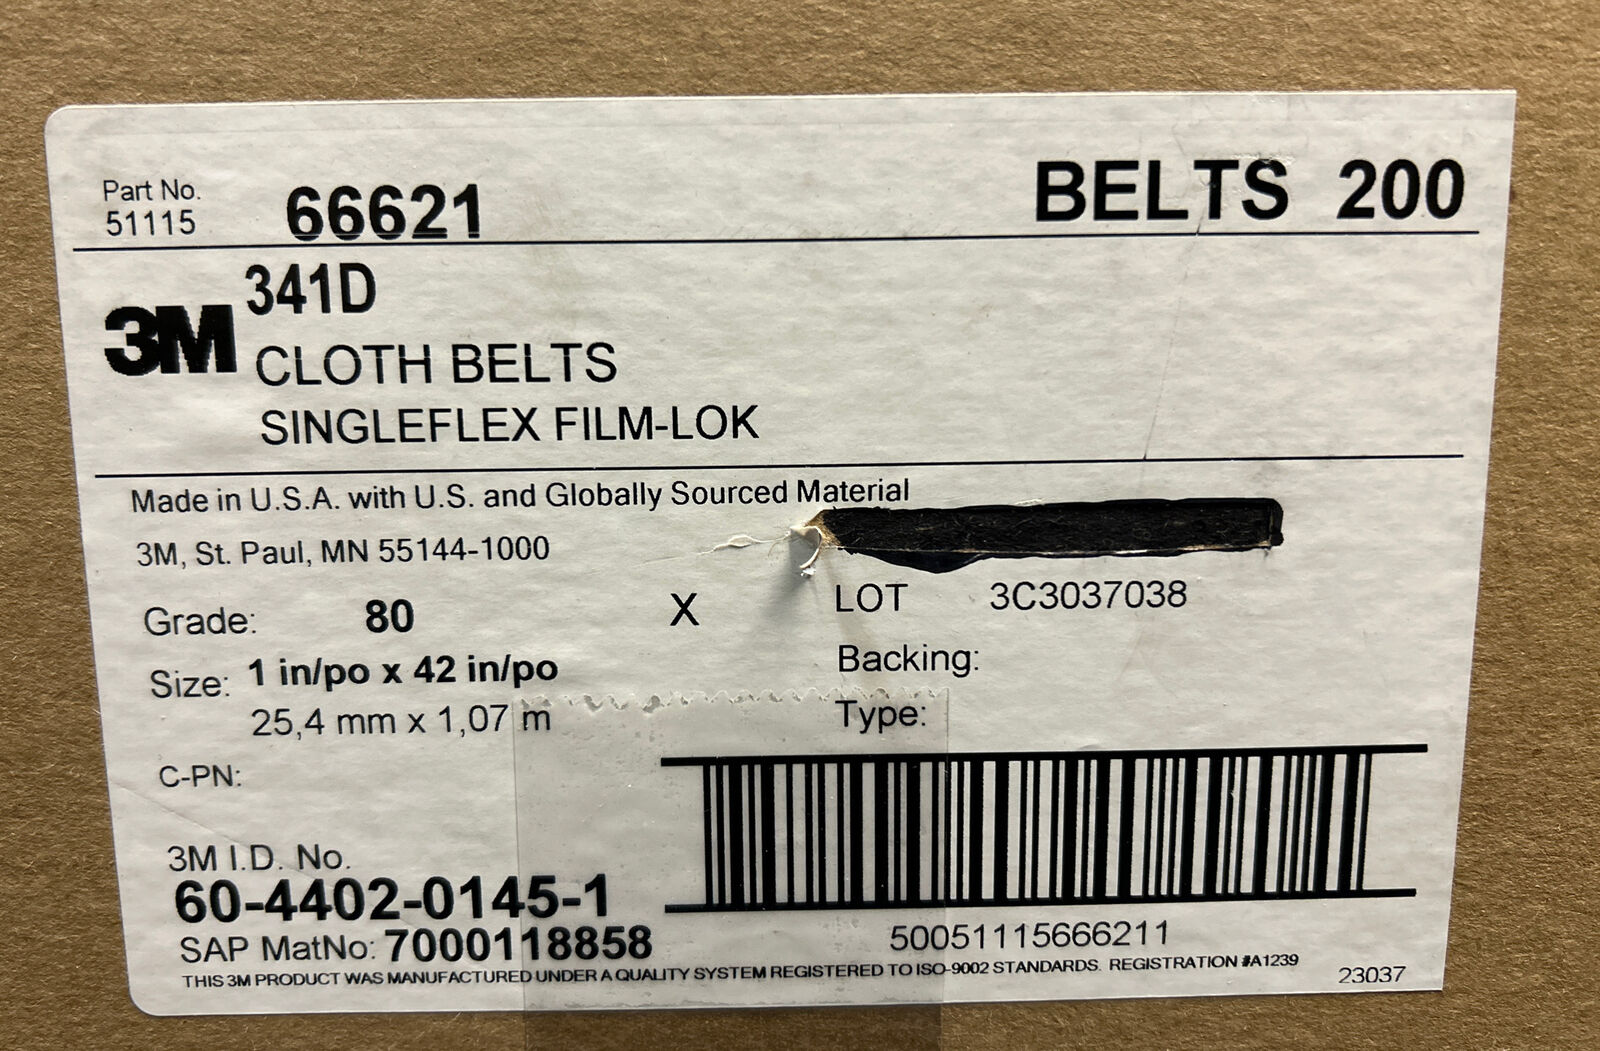 Part No.
51115 66621 BELTS 200
3M 341D
CLOTH BELTS
SINGLEFLEX FILM-LOK
Made in U.S.A. with U.S. and Globally Sourced Material
3M, St. Paul, MN 55144-1000
Grade: 80 X LOT 3C3037038
Backing:
Size: 1 in/po x 42 in/po
25,4 mm x 1,07 m Type:
C-PN:
3M I.D. No.
60-4402-0145-1
SAP MatNo: 7000118858 50051115666211
THIS 3M PRODUCT WAS MANUFACTURED UNDER A QUALITY SYSTEM REGISTERED TO ISO-9002 STANDARDS. REGISTRATION #A1239
23037